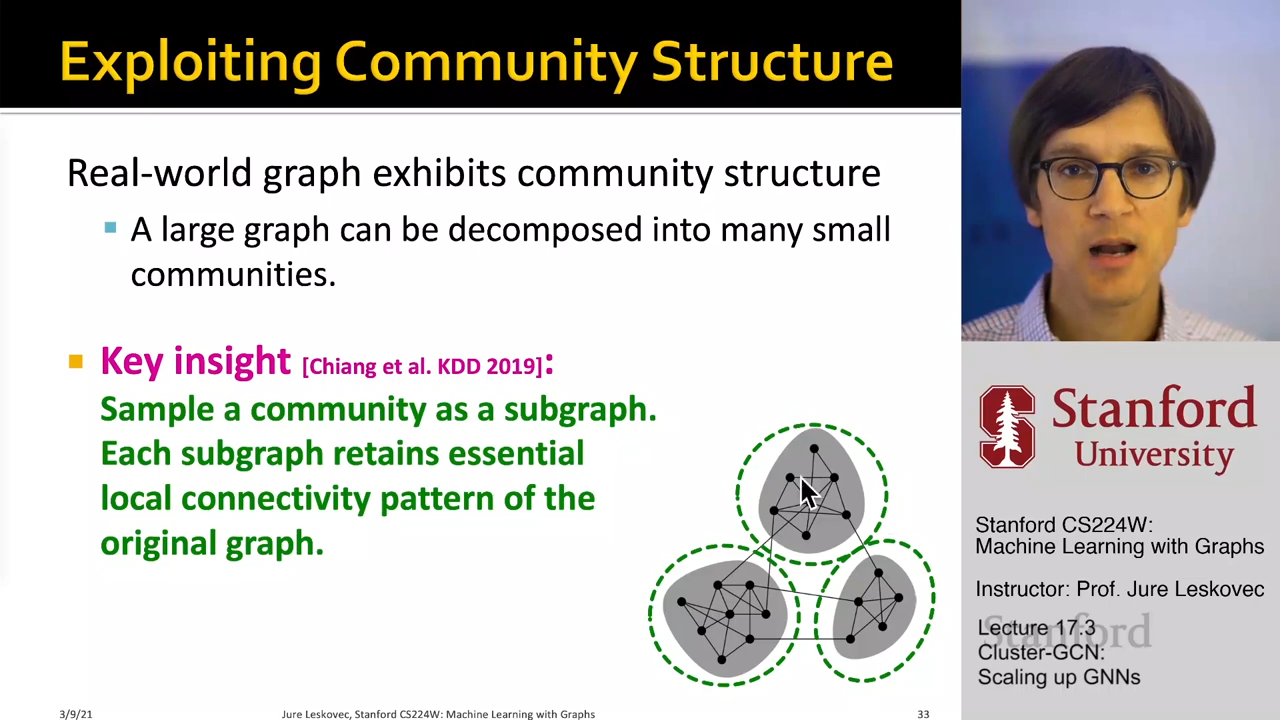 Exploiting Community Structure
Real-world graph exhibits community structure
A large graph can be decomposed into many small
communities.
Key insight [Chiang et al. KDD 2019]:
Sample a community as a subgraph.
Each subgraph retains essential
local connectivity pattern of the
original graph.
3/9/21
Jure Leskovec, Stanford CS224W: Machine Learning with Graphs
33
Stanford
University
Stanford CS224W:
Machine Learning with Graphs
Instructor: Prof. Jure Leskovec
Stanford
Lecture 17.3
Cluster-GCN:
Scaling up GNNs